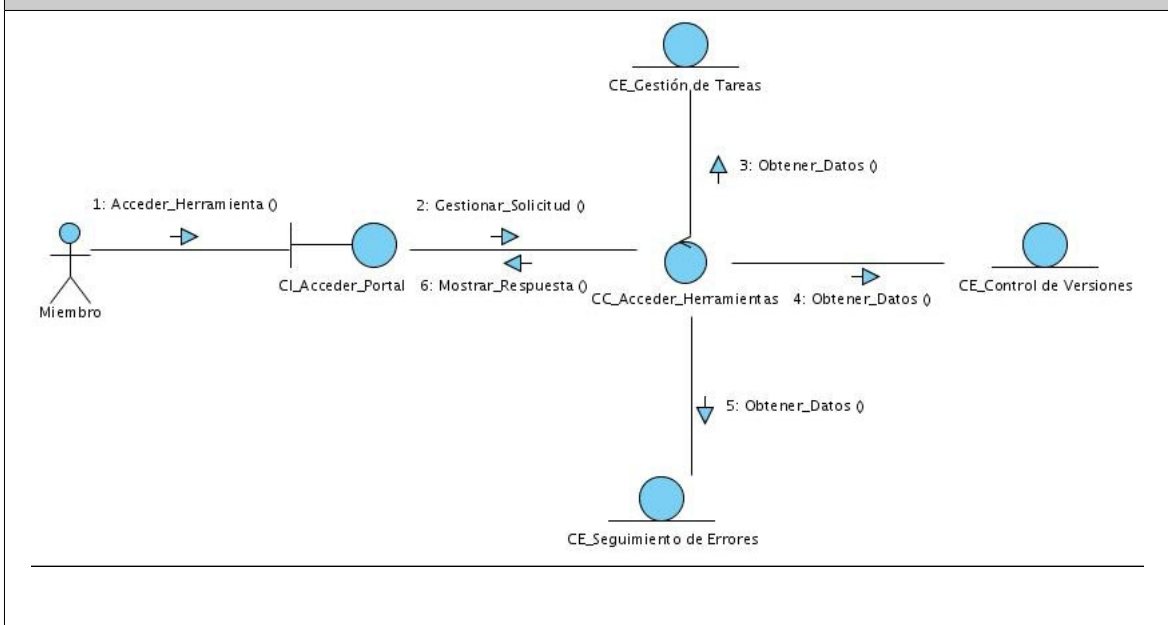 CE_Gestión de Tareas
3: Obtener_Datos ()
1: Acceder_Herramienta ()
2: Gestionar_Solicitud ()
Miembro
CI_Acceder_Portal
6: Mostrar_Respuesta ()
CC_Acceder_Herramientas
4: Obtener_Datos ()
CE_Control de Versiones
5: Obtener_Datos ()
CE_Seguimiento de Errores